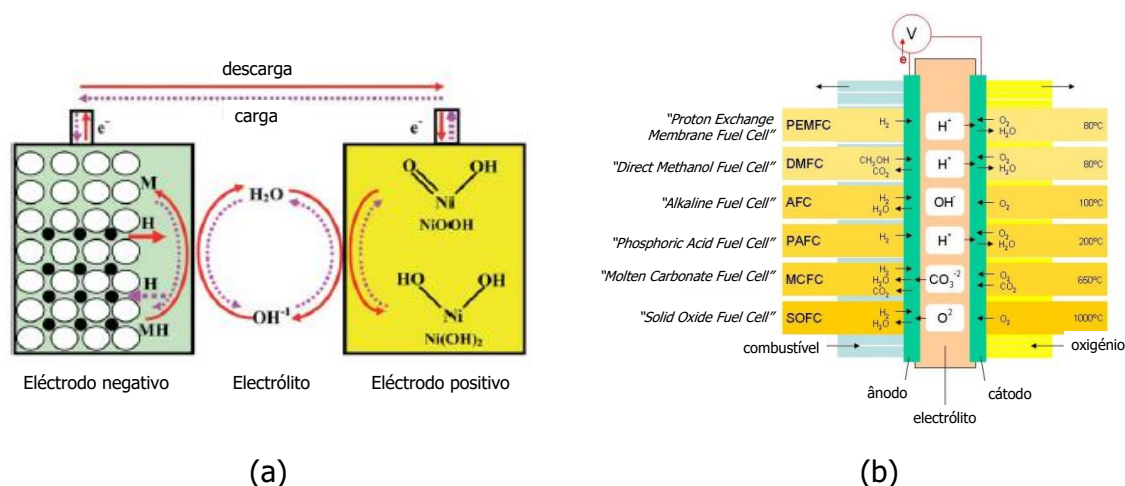 descarga
carga
e⁻
e⁻
M
H
H
MH
H₂O
OH⁻¹
O
OH
Ni
NiOOH
HO
OH
Ni
Ni(OH)₂
Eléctrodo negativo
Electrólito
Eléctrodo positivo
(a)
V
e
“Proton Exchange
Membrane Fuel Cell”
PEMFC
H₂
H⁺
O₂
H₂O
80ºC
“Direct Methanol Fuel Cell”
DMFC
CH₃OH
CO₂
H⁺
O₂
H₂O
80ºC
“Alkaline Fuel Cell”
AFC
H₂
H₂O
OH⁻
O₂
100ºC
“Phosphoric Acid Fuel Cell”
PAFC
H₂
H⁺
O₂
H₂O
200ºC
“Molten Carbonate Fuel Cell”
MCFC
H₂
H₂O
CO₂
CO₃⁻²
O₂
CO₂
650ºC
“Solid Oxide Fuel Cell”
SOFC
H₂
H₂O
O²
O₂
1000ºC
combustível
oxigénio
ânodo
cátodo
electrólito
(b)